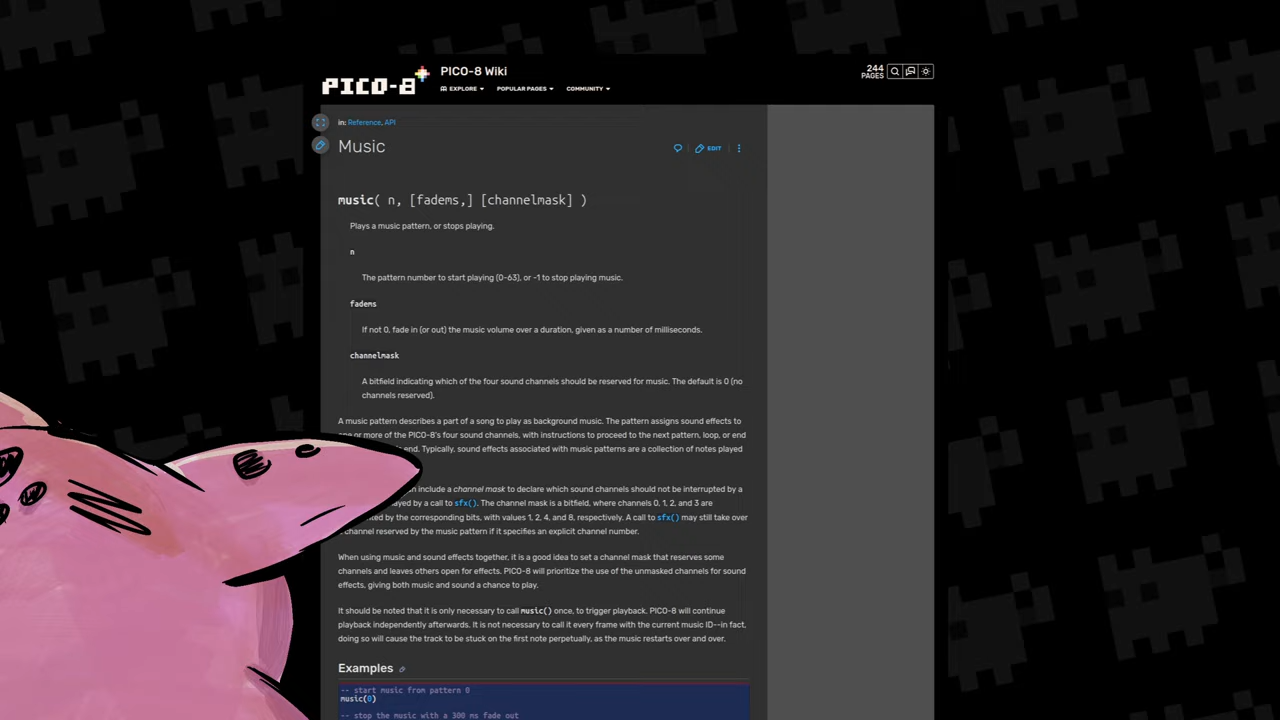 PICO-8
PICO-8 Wiki
244
PAGES
EXPLORE
POPULAR PAGES
COMMUNITY
in: Reference, API
Music
EDIT
music( n, [fadems,] [channelmask] )
Plays a music pattern, or stops playing.
n
The pattern number to start playing (0-63), or -1 to stop playing music.
fadems
If not 0, fade in (or out) the music volume over a duration, given as a number of milliseconds.
channelmask
A bitfield indicating which of the four sound channels should be reserved for music. The default is 0 (no
channels reserved).
A music pattern describes a part of a song to play as background music. The pattern assigns sound effects to
one or more of the PICO-8's four sound channels, with instructions to proceed to the next pattern, loop, or end
end. Typically, sound effects associated with music patterns are a collection of notes played
include a channel mask to declare which sound channels should not be interrupted by a
by a call to sfx(). The channel mask is a bitfield, where channels 0, 1, 2, and 3 are
by the corresponding bits, with values 1, 2, 4, and 8, respectively. A call to sfx() may still take over
channel reserved by the music pattern if it specifies an explicit channel number.
When using music and sound effects together, it is a good idea to set a channel mask that reserves some
channels and leaves others open for effects. PICO-8 will prioritize the use of the unmasked channels for sound
effects, giving both music and sound a chance to play.
It should be noted that it is only necessary to call music() once, to trigger playback. PICO-8 will continue
playback independently afterwards. It is not necessary to call it every frame with the current music ID--in fact,
doing so will cause the track to be stuck on the first note perpetually, as the music restarts over and over.
Examples
-- start music from pattern 0
music(0)
-- stop the music with a 300 ms fade out